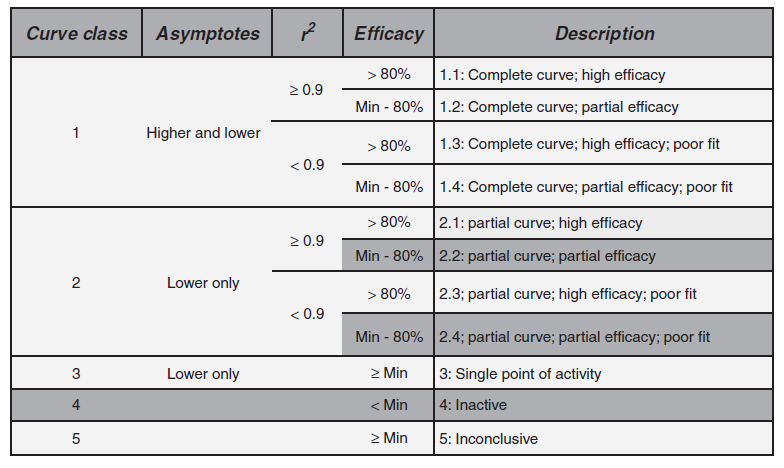 Curve class Asymptotes r² Efficacy Description
≥ 0.9 > 80% 1.1: Complete curve; high efficacy
Min - 80% 1.2: Complete curve; partial efficacy
1 Higher and lower
< 0.9 > 80% 1.3: Complete curve; high efficacy; poor fit
Min - 80% 1.4: Complete curve; partial efficacy; poor fit
≥ 0.9 > 80% 2.1: partial curve; high efficacy
Min - 80% 2.2: partial curve; partial efficacy
2 Lower only
< 0.9 > 80% 2.3; partial curve; high efficacy; poor fit
Min - 80% 2.4; partial curve; partial efficacy; poor fit
3 Lower only ≥ Min 3: Single point of activity
4 < Min 4: Inactive
5 ≥ Min 5: Inconclusive